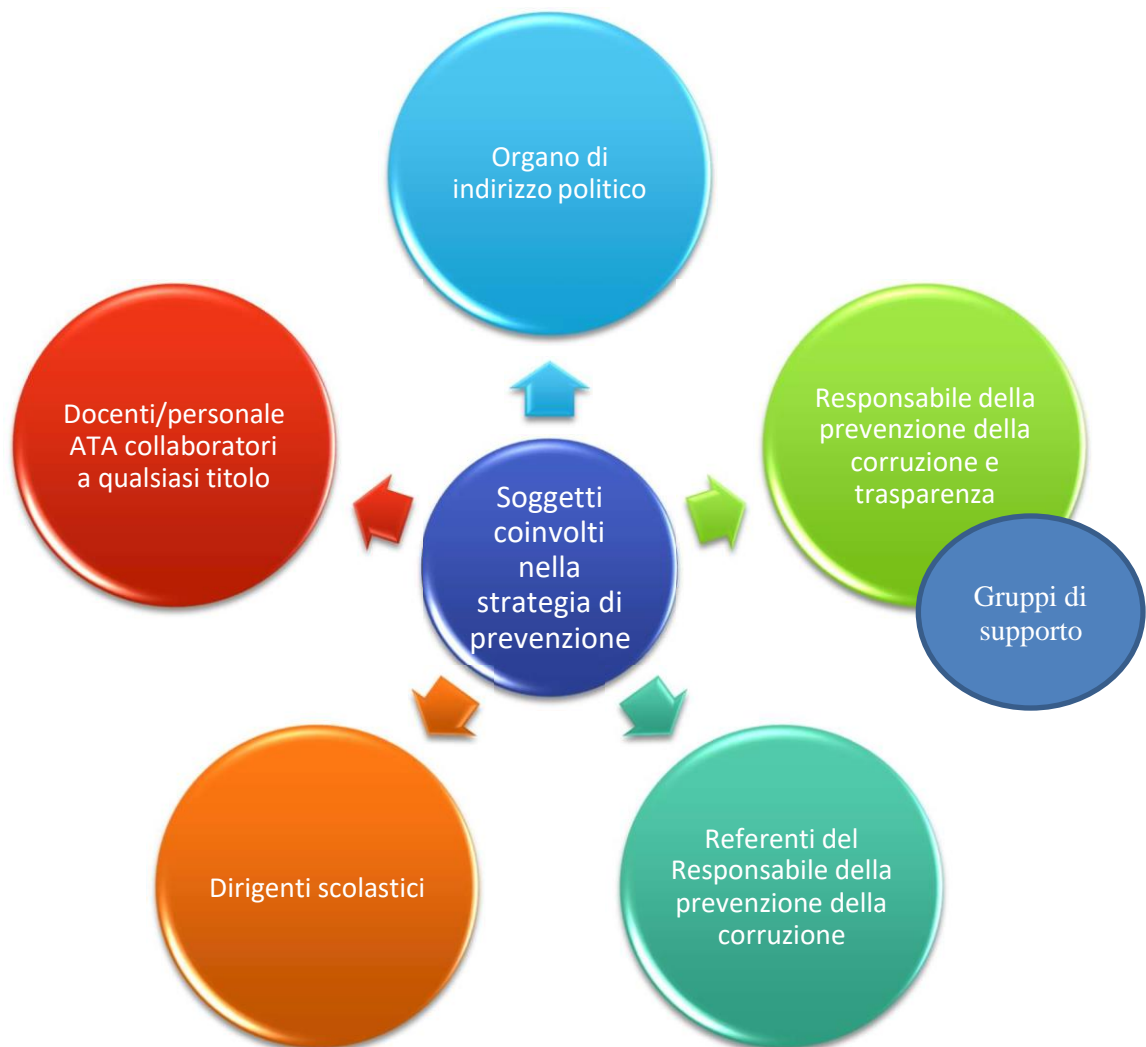 Organo di
indirizzo politico
Docenti/personale
ATA collaboratori
a qualsiasi titolo
Responsabile della
prevenzione della
corruzione e
trasparenza
Soggetti
coinvolti
nella
strategia di
prevenzione
Gruppi di
supporto
Dirigenti scolastici
Referenti del
Responsabile della
prevenzione della
corruzione